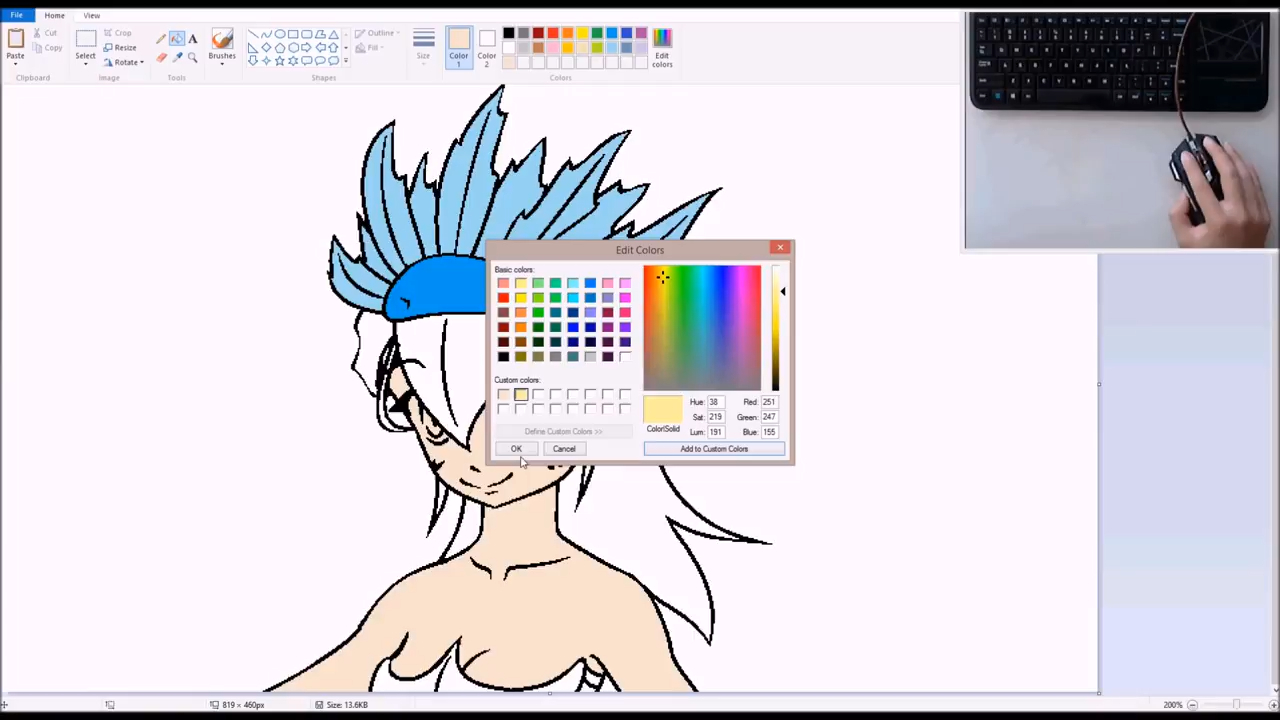 File Home View
Paste Cut Copy
Select Crop Resize Rotate
A
Brushes
Outline Fill
Size
Color 1
Color 2
Edit colors
Clipboard Image Tools Shapes Colors
Edit Colors
Basic colors:
Custom colors:
Define Custom Colors >>
OK Cancel
Color|Solid
Hue: 38 Red: 251
Sat: 219 Green: 247
Lum: 191 Blue: 155
Add to Custom Colors
819 × 460px Size: 13.6KB 200%